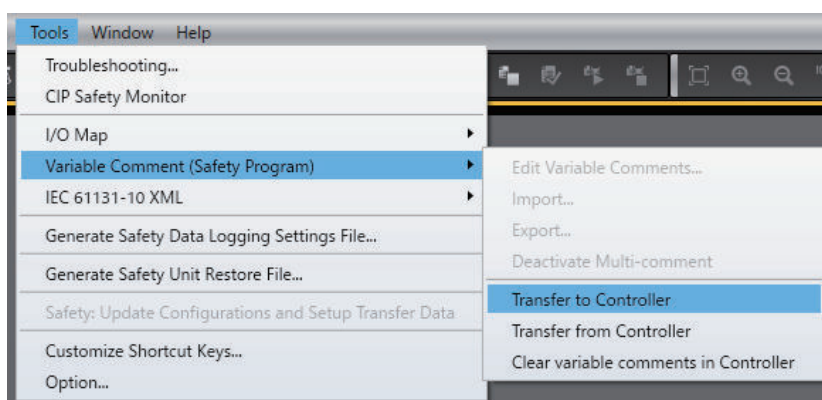 Tools Window Help
Troubleshooting...
CIP Safety Monitor
I/O Map
Variable Comment (Safety Program)
IEC 61131-10 XML
Generate Safety Data Logging Settings File...
Generate Safety Unit Restore File...
Safety: Update Configurations and Setup Transfer Data
Customize Shortcut Keys...
Option...
Edit Variable Comments...
Import...
Export...
Deactivate Multi-comment
Transfer to Controller
Transfer from Controller
Clear variable comments in Controller